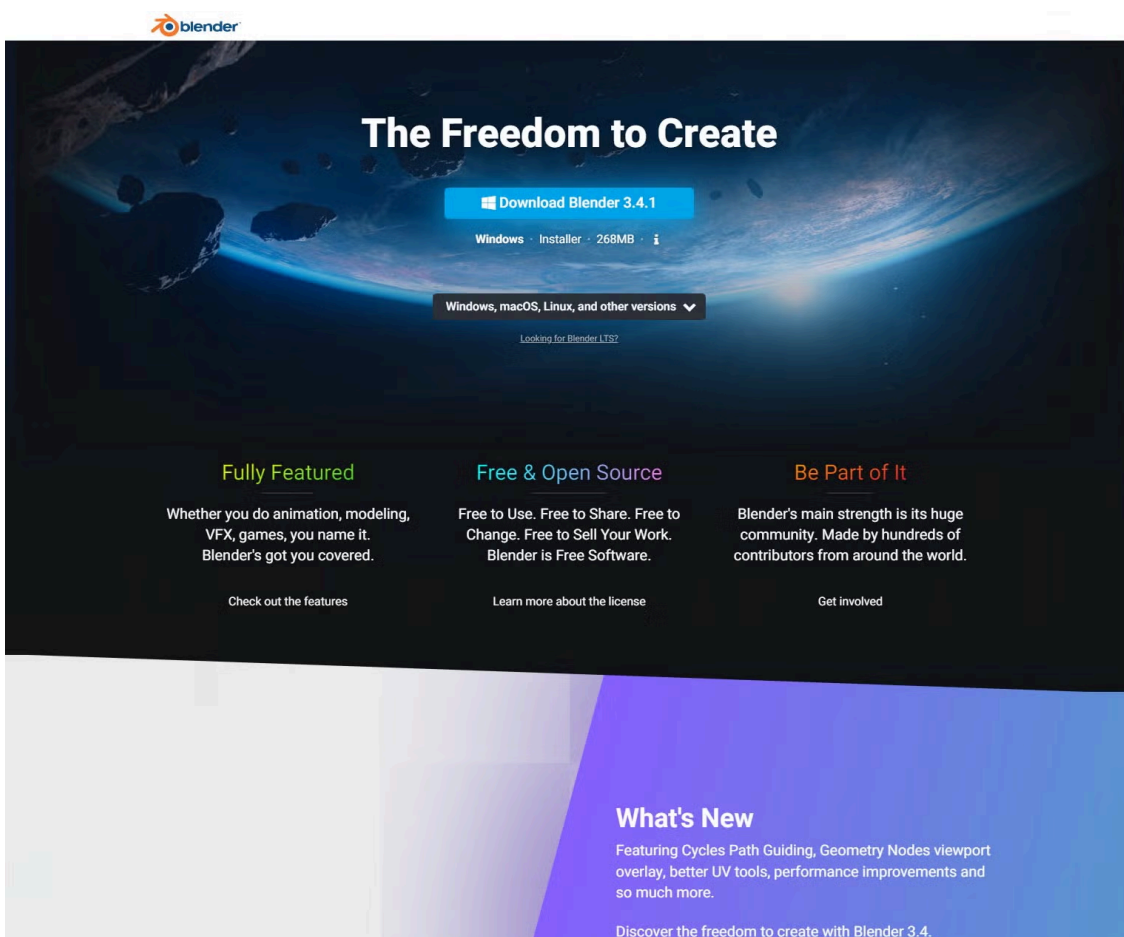 blender
The Freedom to Create
Download Blender 3.4.1
Windows · Installer · 268MB · i
Windows, macOS, Linux, and other versions
Looking for Blender LTS?
Fully Featured
Whether you do animation, modeling,
VFX, games, you name it.
Blender's got you covered.
Check out the features
Free & Open Source
Free to Use. Free to Share. Free to
Change. Free to Sell Your Work.
Blender is Free Software.
Learn more about the license
Be Part of It
Blender's main strength is its huge
community. Made by hundreds of
contributors from around the world.
Get involved
What's New
Featuring Cycles Path Guiding, Geometry Nodes viewport
overlay, better UV tools, performance improvements and
so much more.
Discover the freedom to create with Blender 3.4.